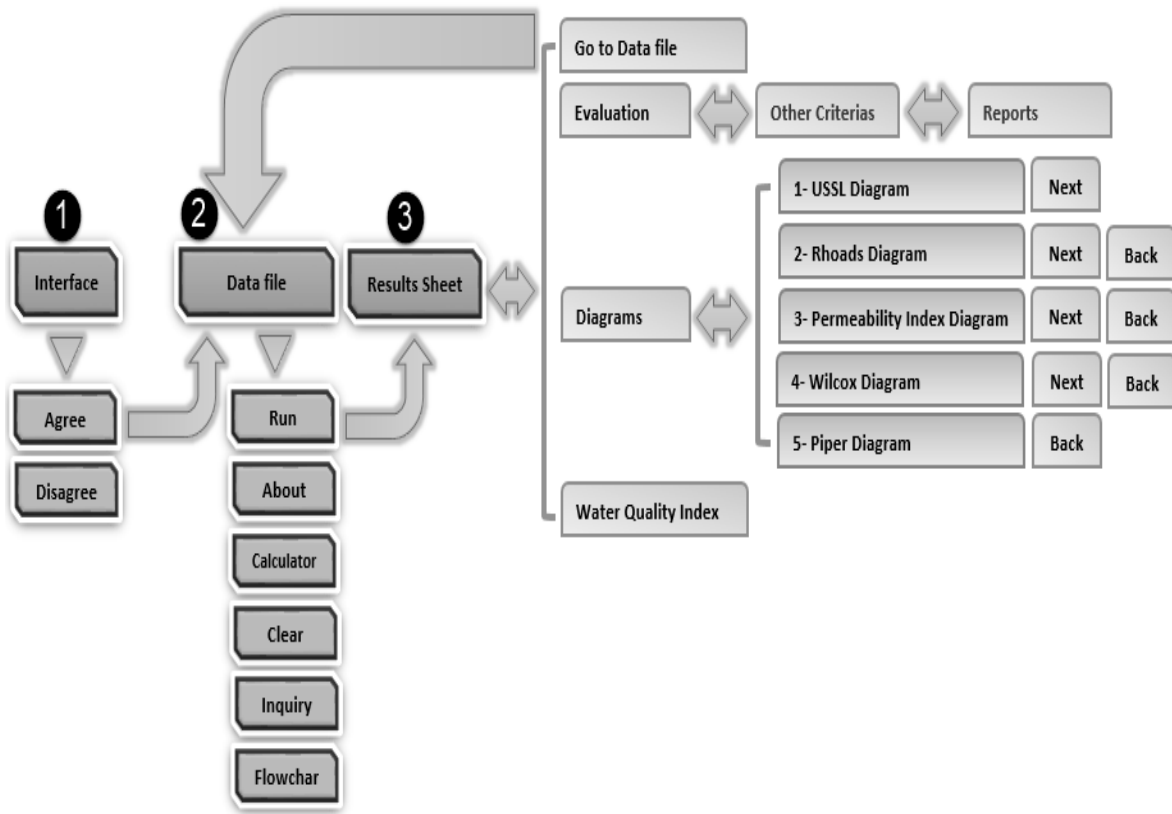 Go to Data file
Evaluation
Other Criterias
Reports
1
2
3
Interface
Data file
Results Sheet
Agree
Disagree
Run
About
Calculator
Clear
Inquiry
Flowchar
Diagrams
1- USSL Diagram
Next
2- Rhoads Diagram
Next
Back
3- Permeability Index Diagram
Next
Back
4- Wilcox Diagram
Next
Back
5- Piper Diagram
Back
Water Quality Index